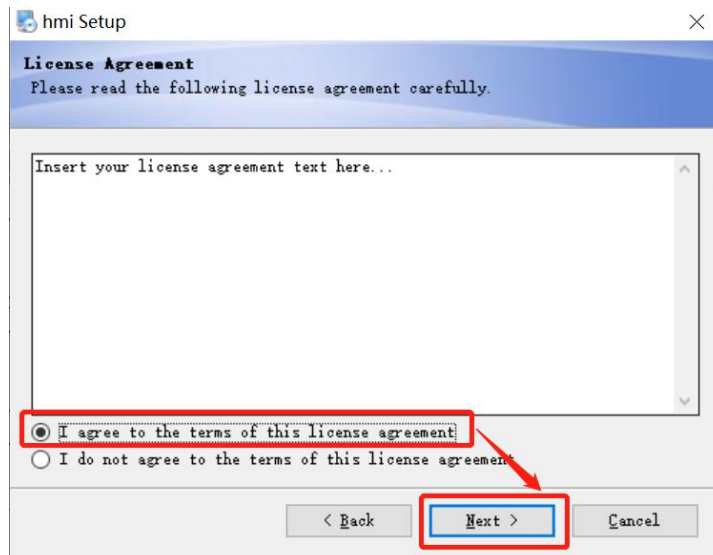 hmi Setup
License Agreement
Please read the following license agreement carefully.
Insert your license agreement text here...
I agree to the terms of this license agreement
I do not agree to the terms of this license agreement
< Back
Next >
Cancel